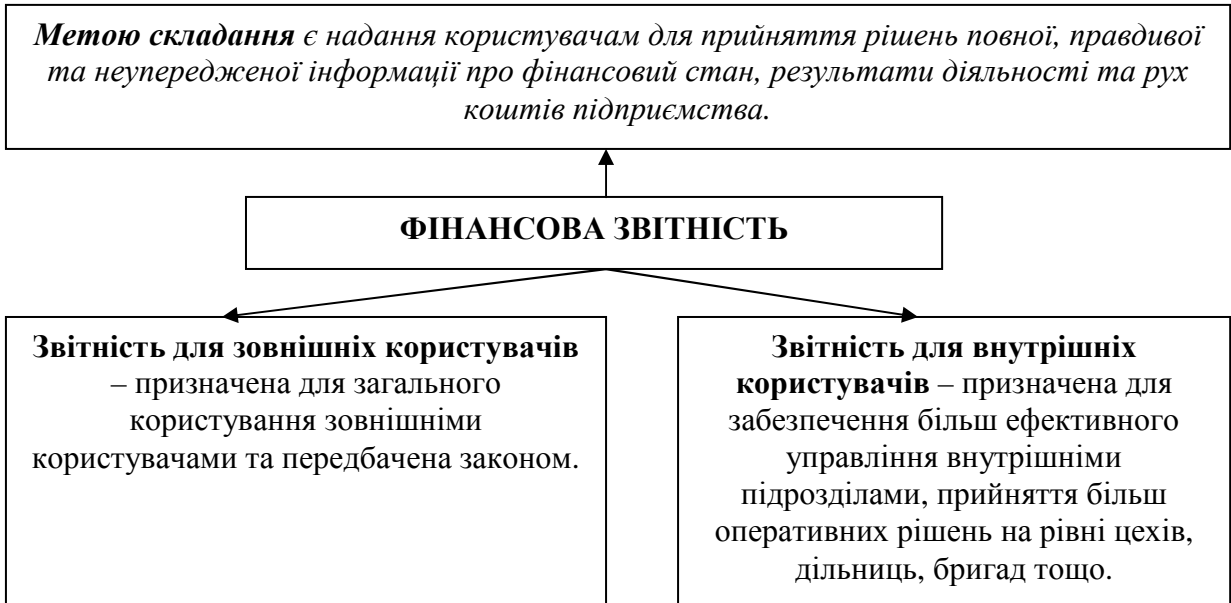 Метою складання є надання користувачам для прийняття рішень повної, правдивої
та неупередженої інформації про фінансовий стан, результати діяльності та рух
коштів підприємства.
ФІНАНСОВА ЗВІТНІСТЬ
Звітність для зовнішніх користувачів
– призначена для загального
користування зовнішніми
користувачами та передбачена законом.
Звітність для внутрішніх
користувачів – призначена для
забезпечення більш ефективного
управління внутрішніми
підрозділами, прийняття більш
оперативних рішень на рівні цехів,
дільниць, бригад тощо.